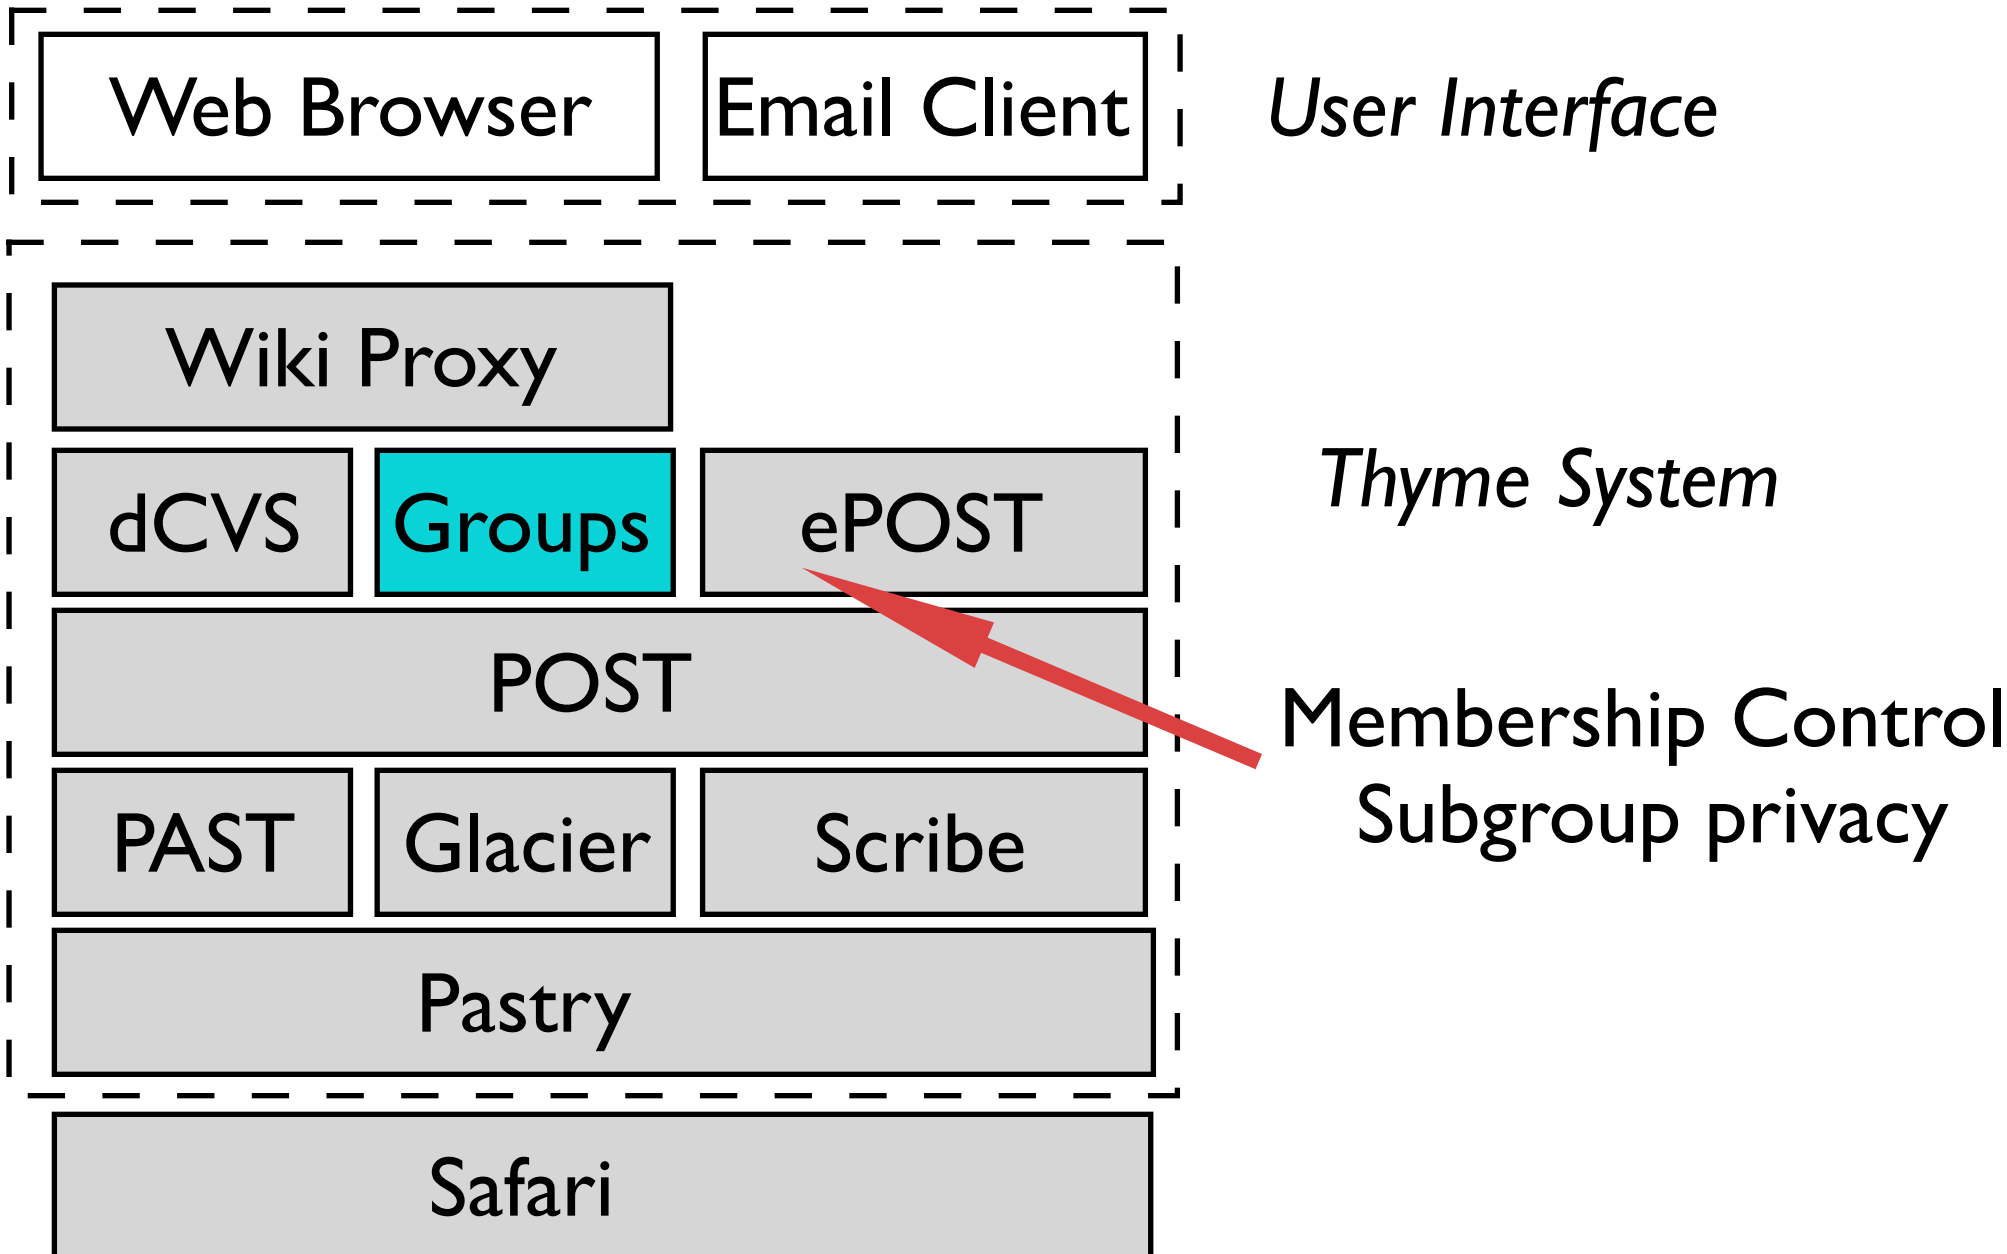 Web Browser
Email Client
User Interface
Wiki Proxy
dCVS
Groups
ePOST
Thyme System
POST
Membership Control
Subgroup privacy
PAST
Glacier
Scribe
Pastry
Safari